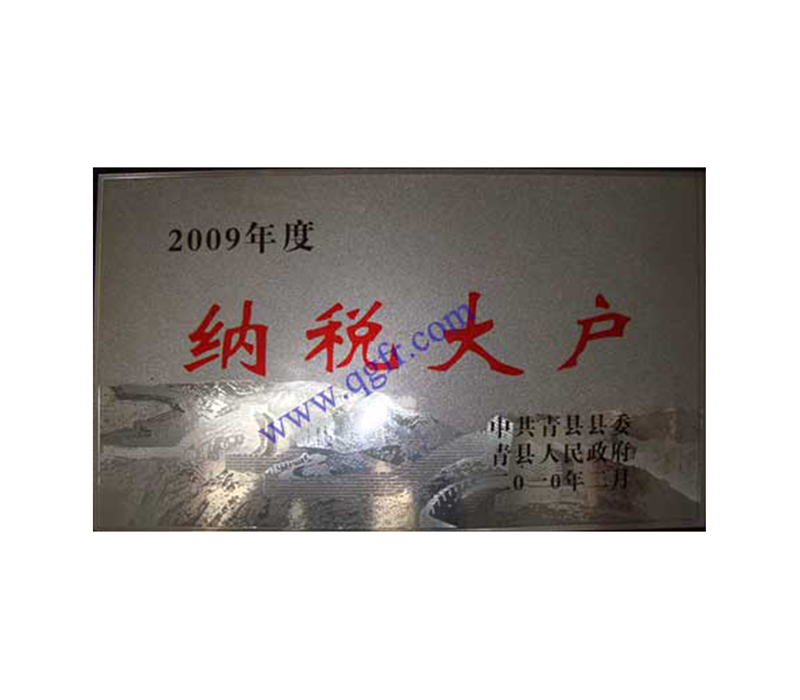 2009年度
纳税大户
www.qgfr.com
中共青县县委
青县人民政府
二0一0年二月